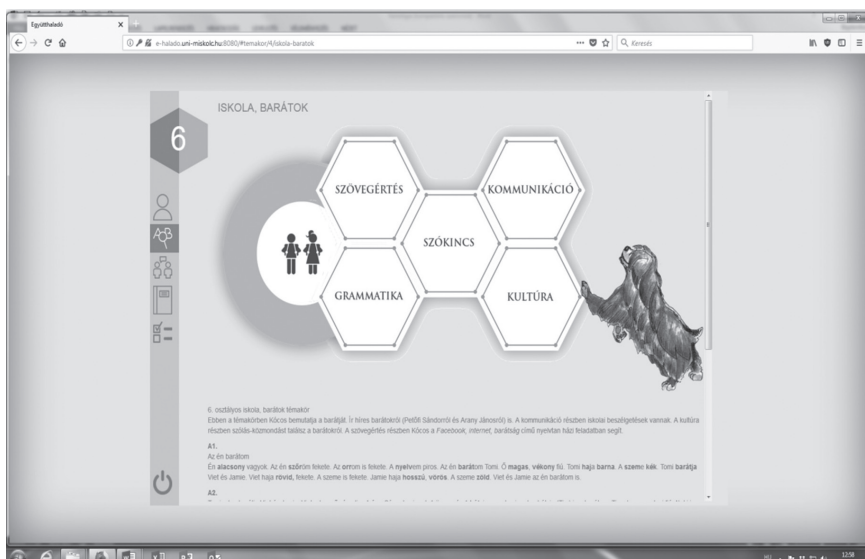 Együtthaladó
e-halado.uni-miskolc.hu:8080/#temakor/4/iskola-baratok
Keresés
ISKOLA, BARÁTOK
6
SZÖVEGÉRTÉS
KOMMUNIKÁCIÓ
SZÓKINCS
GRAMMATIKA
KULTÚRA
6. osztályos iskola, barátok témakör
Ebben a témakörben Kócos bemutatja a barátját. Ír híres barátokról (Petőfi Sándorról és Arany Jánosról) is. A kommunikáció részben iskolai beszélgetések vannak. A kultúra
részben szólás-közmondást találsz a barátokról. A szövegértés részben Kócos a Facebook, internet, barátság című nyelvtan házi feladatban segít.
A1.
Az én barátom
Én alacsony vagyok. Az én szőröm fekete. Az orrom is fekete. A nyelvem piros. Az én barátom Tomi. Ő magas, vékony fiú. Tomi haja barna. A szeme kék. Tomi barátja
Viet és Jamie. Viet haja rövid, fekete. A szeme is fekete. Jamie haja hosszú, vörös. A szeme zöld. Viet és Jamie az én barátom is.
A2.
12:50